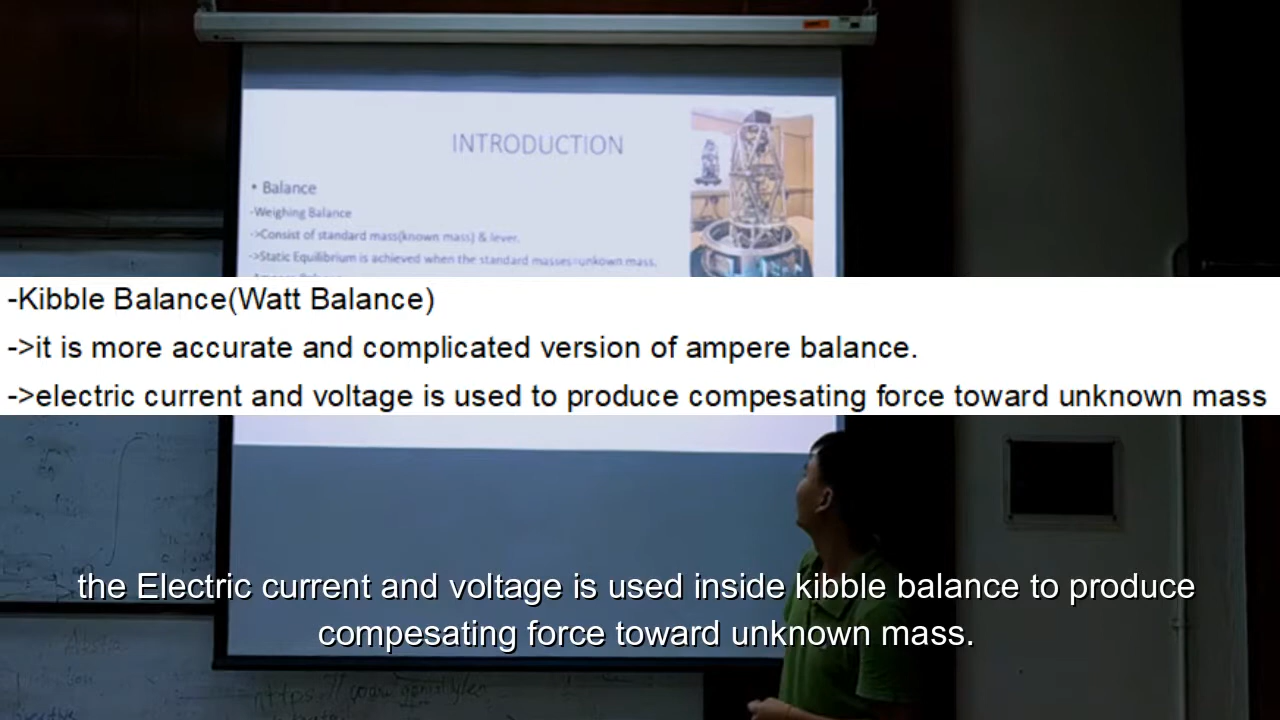 INTRODUCTION
• Balance
-Weighing Balance
->Consist of standard mass(known mass) & lever.
->Static Equilibrium is achieved when the standard masses=unkown mass.
-Kibble Balance(Watt Balance)
->it is more accurate and complicated version of ampere balance.
->electric current and voltage is used to produce compesating force toward unknown mass
the Electric current and voltage is used inside kibble balance to produce
compesating force toward unknown mass.